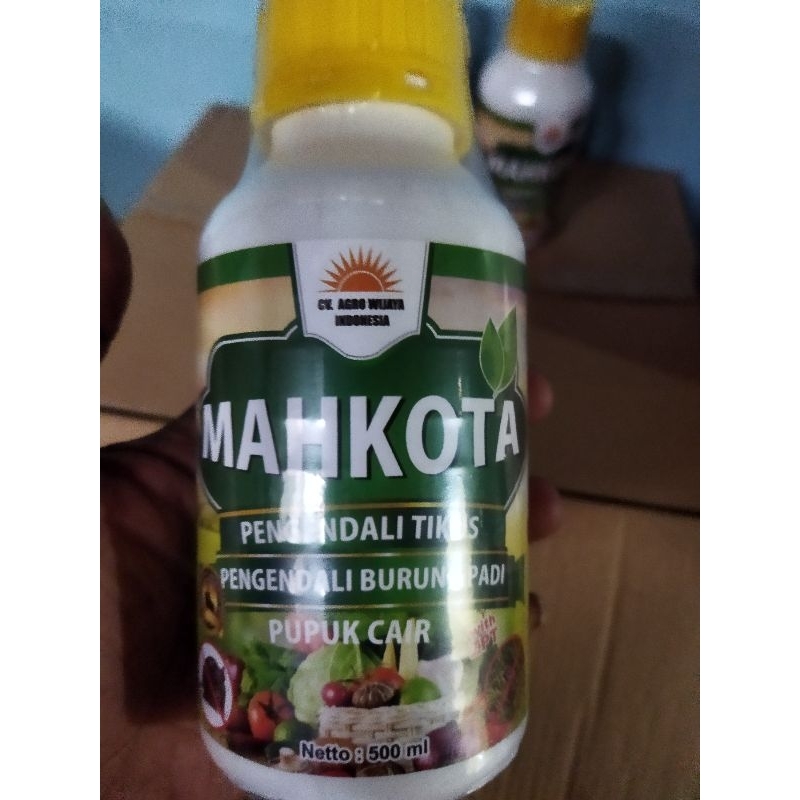 CV. AGRO WIJAYA
INDONESIA
MAHKOTA
PENGENDALI TIKUS
PENGENDALI BURUNG PADI
PUPUK CAIR
Netto : 500 ml